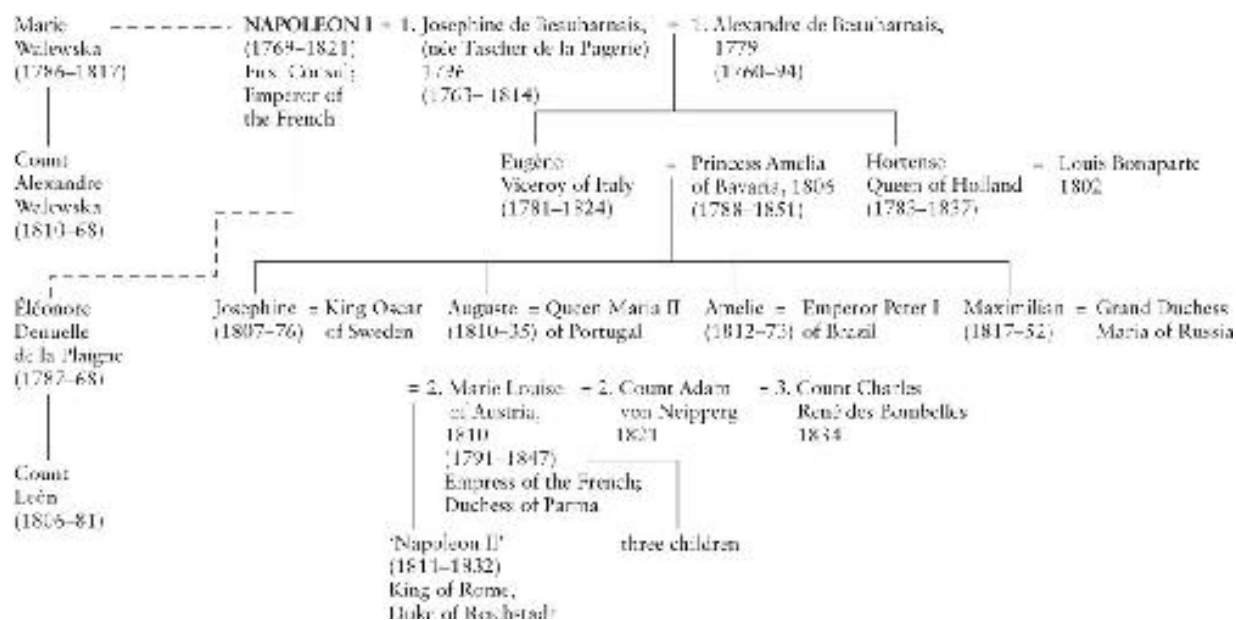 Marie
Walewska
(1786–1817)
NAPOLEON I = 1. Josephine de Beauharnais, = 1. Alexandre de Beauharnais,
(1769–1821)
First Consul;
Emperor of
the French
(née Tascher de la Pagerie)
1796
(1763–1814)
1779
(1760–94)
Count
Alexandre
Walewska
(1810–68)
Eugène
Viceroy of Italy
(1781–1824)
= Princess Amelia
of Bavaria, 1806
(1788–1851)
Hortense
Queen of Holland
(1783–1837)
= Louis Bonaparte
1802
Éléonore
Denuelle
de la Plaigne
(1787–68)
Josephine = King Oscar
(1807–76) of Sweden
Auguste = Queen Maria II
(1810–35) of Portugal
Amelie = Emperor Peter I
(1812–73) of Brazil
Maximilian = Grand Duchess
(1817–52) Maria of Russia
= 2. Marie Louise = 2. Count Adam = 3. Count Charles
of Austria, von Neipperg René des Bombelles
1810 1821 1834
(1791–1847)
Empress of the French;
Duchess of Parma
Count
León
(1806–81)
'Napoleon II'
(1811–1832)
King of Rome,
Duke of Reichstadt
three children